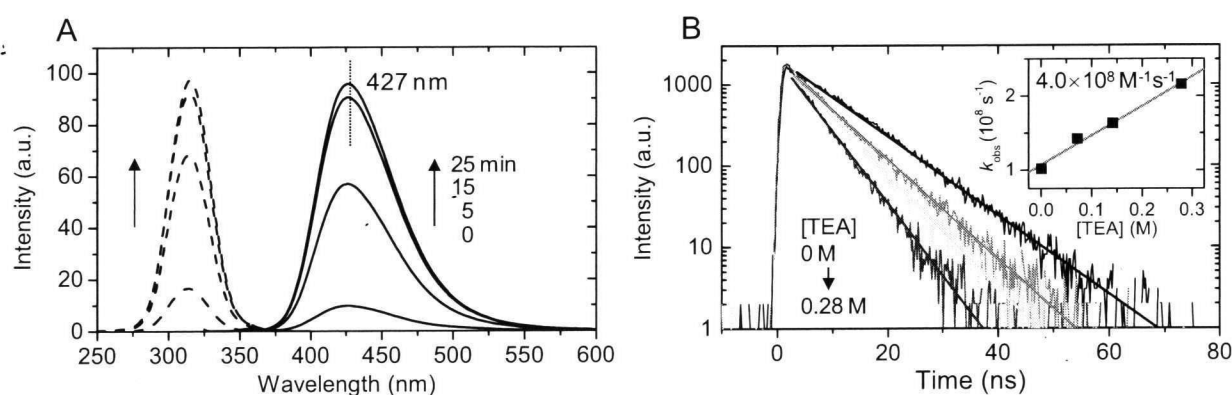 A
Intensity (a.u.)
100
80
60
40
20
0
427 nm
25 min
15
5
0
250 300 350 400 450 500 550 600
Wavelength (nm)
B
Intensity (a.u.)
1000
100
10
1
[TEA]
0 M
0.28 M
0 20 40 60 80
Time (ns)
4.0×10⁸ M⁻¹s⁻¹
k_obs (10⁸ s⁻¹)
2
1
0.0 0.1 0.2 0.3
[TEA] (M)